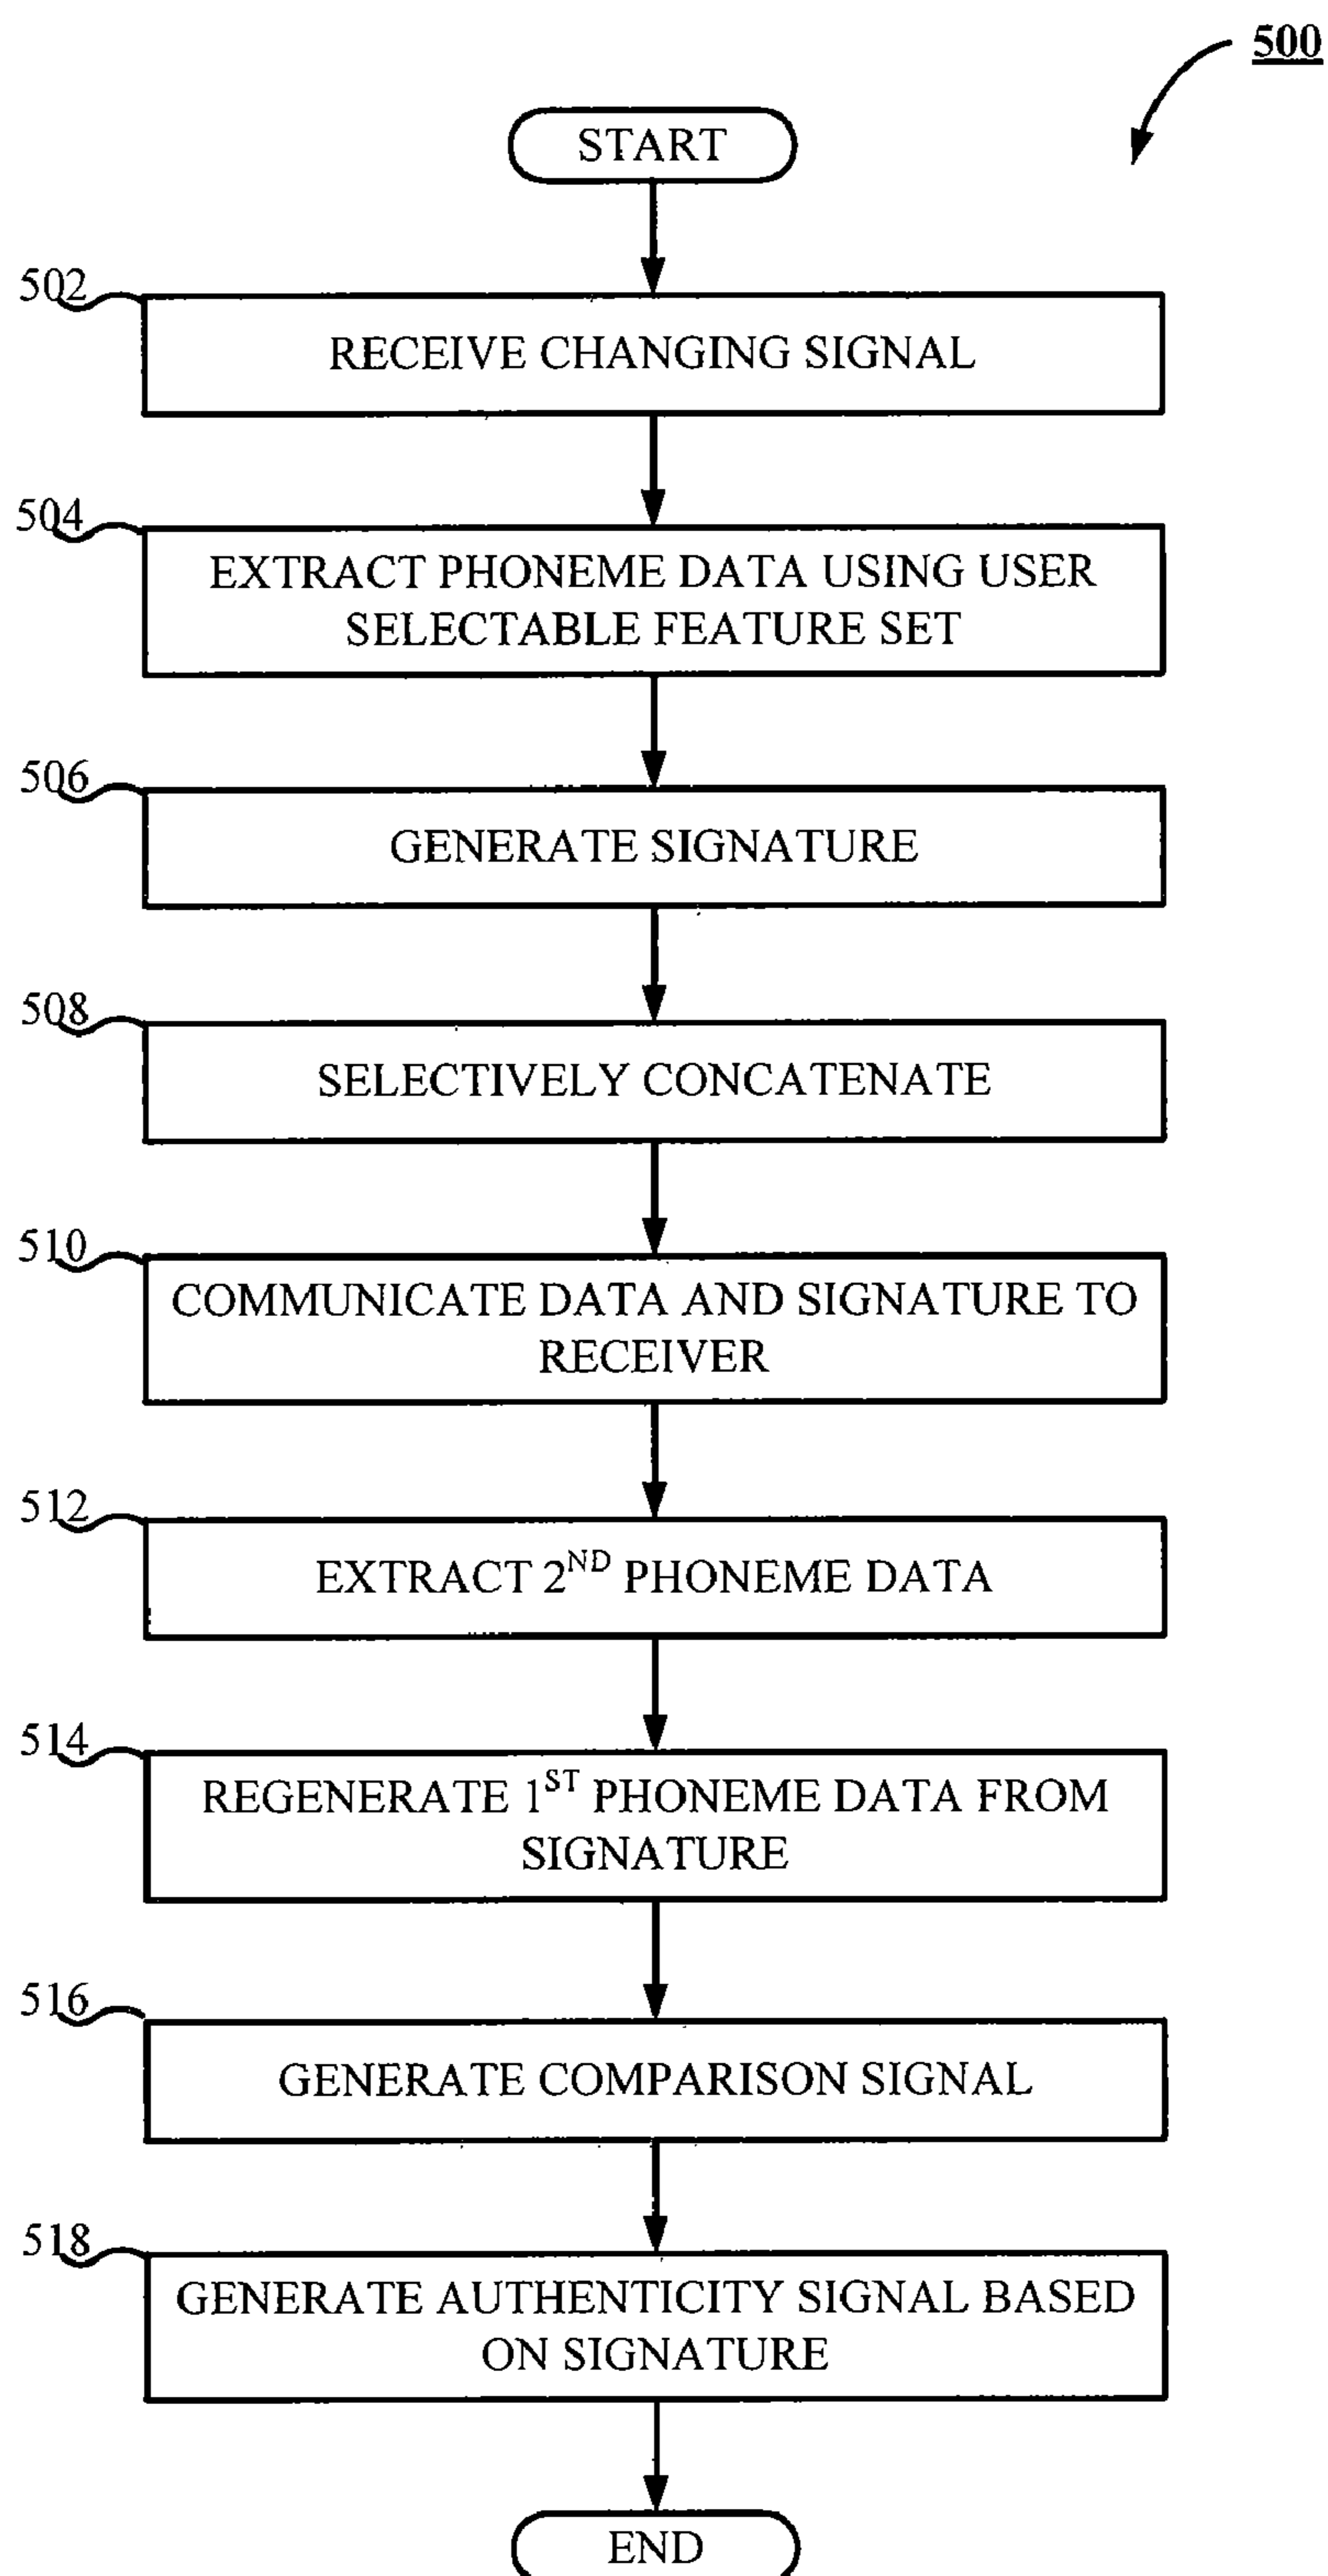 500
START
502
RECEIVE CHANGING SIGNAL
504
EXTRACT PHONEME DATA USING USER
SELECTABLE FEATURE SET
506
GENERATE SIGNATURE
508
SELECTIVELY CONCATENATE
510
COMMUNICATE DATA AND SIGNATURE TO
RECEIVER
512
EXTRACT 2ND PHONEME DATA
514
REGENERATE 1ST PHONEME DATA FROM
SIGNATURE
516
GENERATE COMPARISON SIGNAL
518
GENERATE AUTHENTICITY SIGNAL BASED
ON SIGNATURE
END